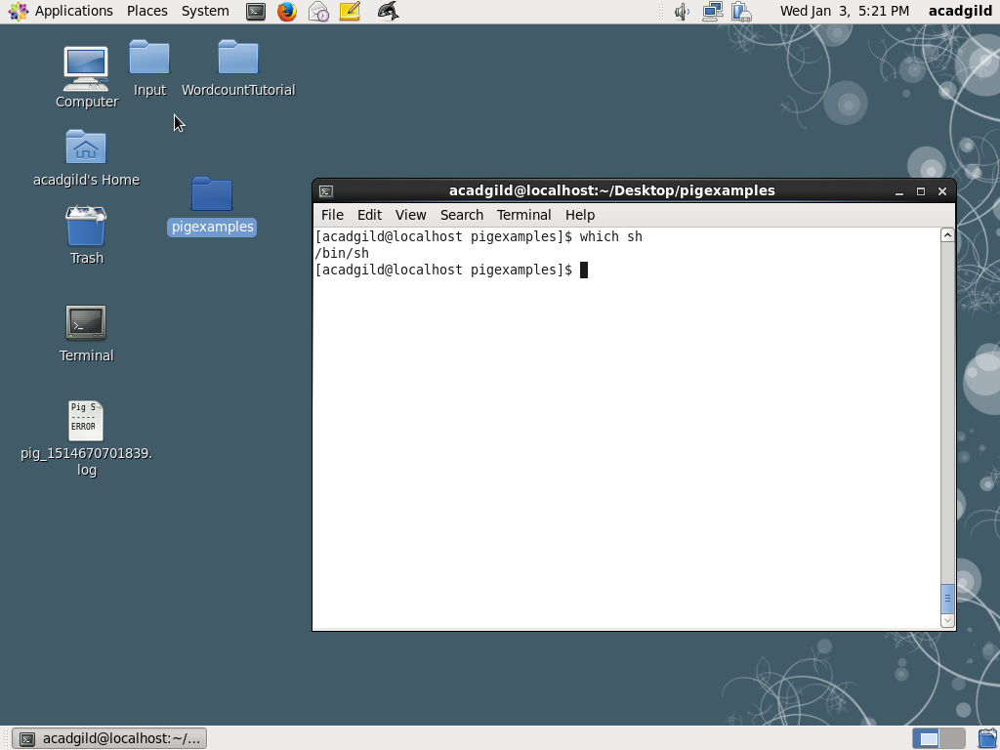 Applications Places System Wed Jan 3, 5:21 PM acadgild
Computer
Input
WordcountTutorial
acadgild's Home
pigexamples
Trash
Terminal
Pig S
-----
ERROR
pig_1514670701839.
log
acadgild@localhost:~/Desktop/pigexamples
File Edit View Search Terminal Help
[acadgild@localhost pigexamples]$ which sh
/bin/sh
[acadgild@localhost pigexamples]$
acadgild@localhost:~/...